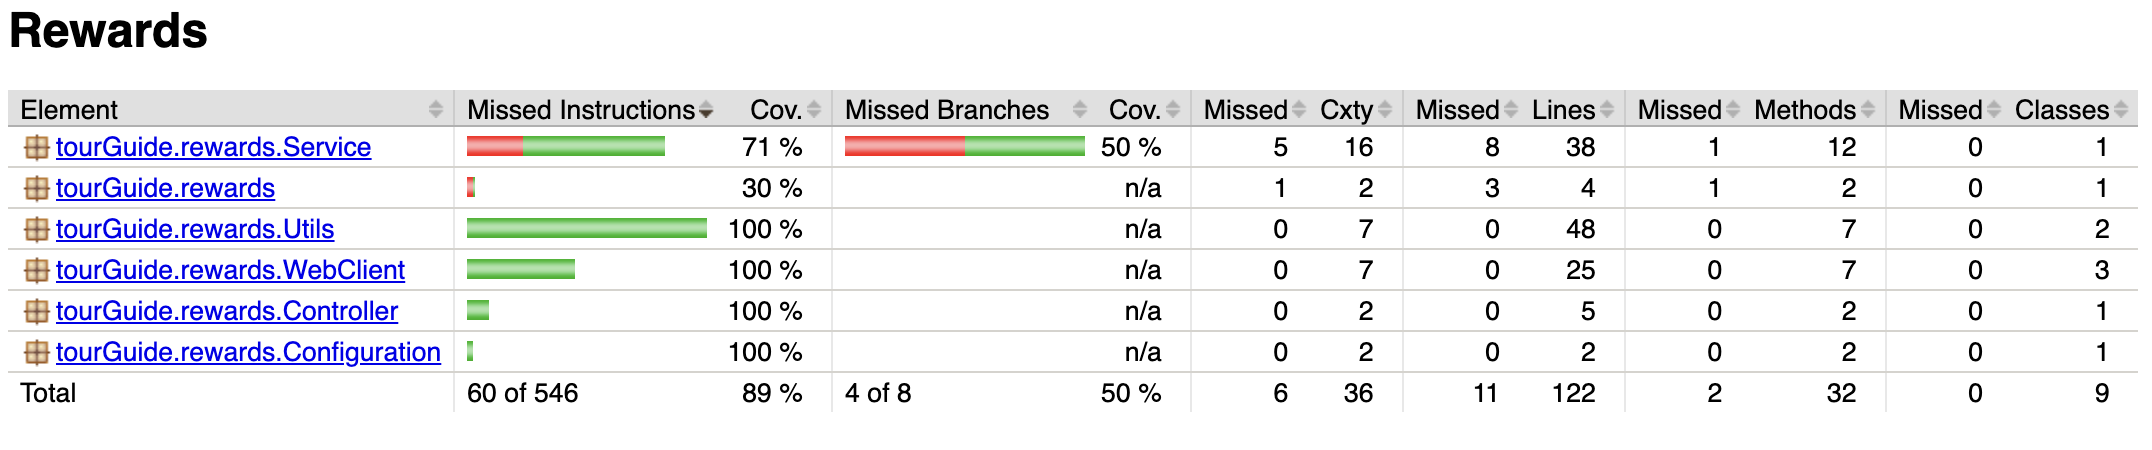 Rewards
Element Missed Instructions Cov. Missed Branches Cov. Missed Cxty Missed Lines Missed Methods Missed Classes
tourGuide.rewards.Service 71 % 50 % 5 16 8 38 1 12 0 1
tourGuide.rewards 30 % n/a 1 2 3 4 1 2 0 1
tourGuide.rewards.Utils 100 % n/a 0 7 0 48 0 7 0 2
tourGuide.rewards.WebClient 100 % n/a 0 7 0 25 0 7 0 3
tourGuide.rewards.Controller 100 % n/a 0 2 0 5 0 2 0 1
tourGuide.rewards.Configuration 100 % n/a 0 2 0 2 0 2 0 1
Total 60 of 546 89 % 4 of 8 50 % 6 36 11 122 2 32 0 9